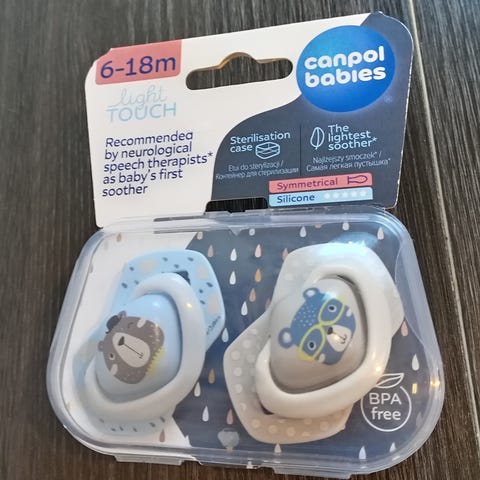 6-18m
canpol
babies
®
light
TOUCH
Recommended
by neurological
speech therapists*
as baby's first
soother
Sterilisation
case
Etui do sterylizacji /
Контейнер для стерилизации
The
lightest
soother*
Najlżejszy smoczek* /
Самая легкая пустышка*
Symmetrical
Silicone
BPA
free